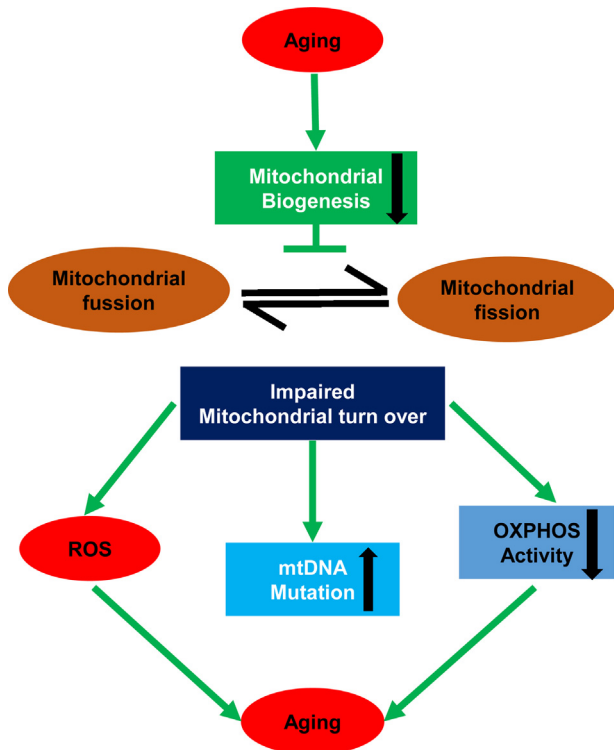 Aging
Mitochondrial
Biogenesis
Mitochondrial
fussion
Mitochondrial
fission
Impaired
Mitochondrial turn over
ROS
mtDNA
Mutation
OXPHOS
Activity
Aging